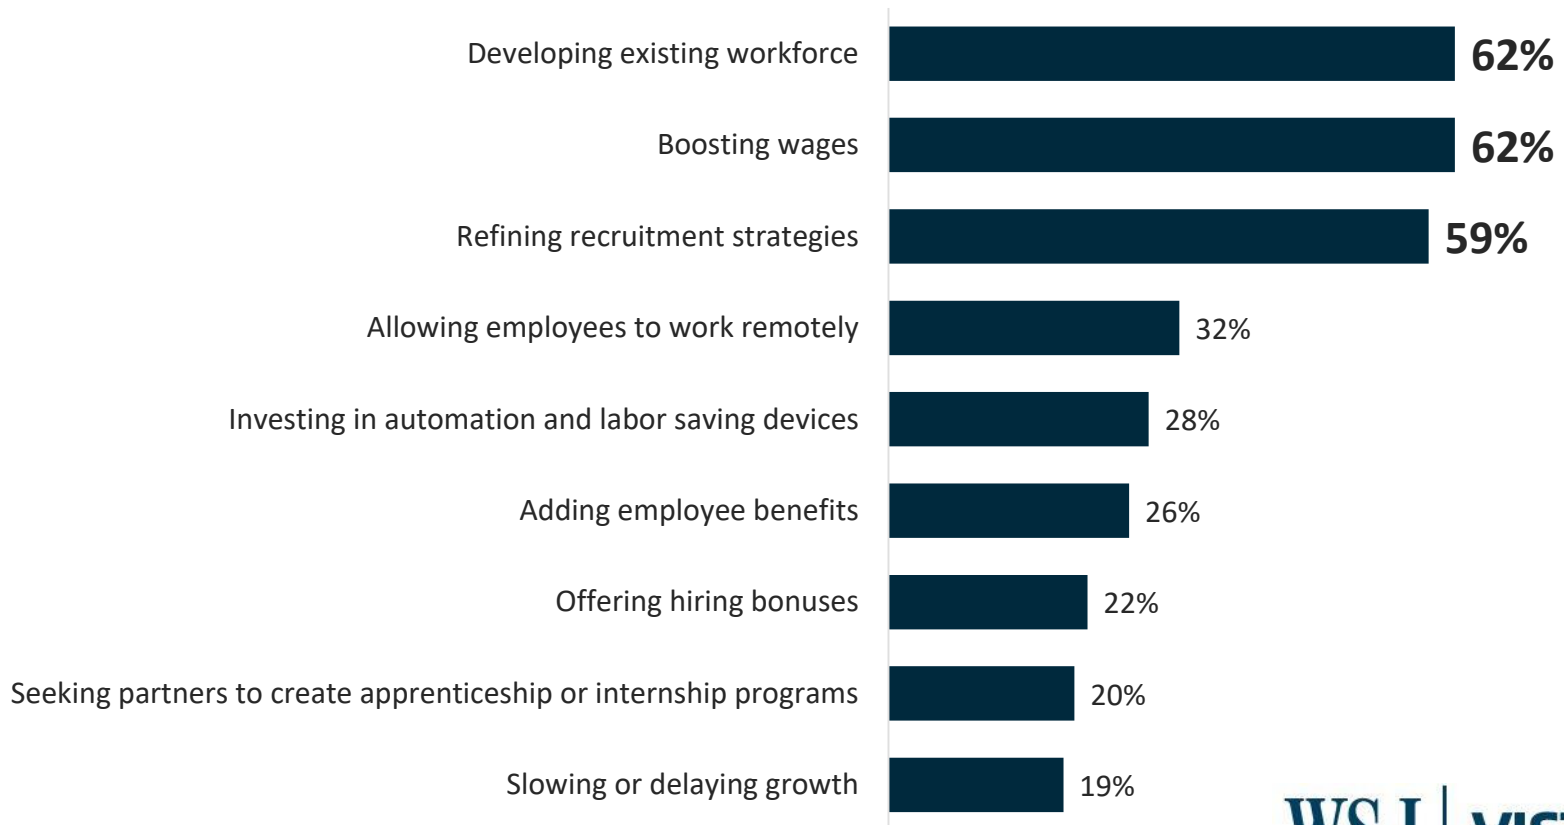 Developing existing workforce 62%
Boosting wages 62%
Refining recruitment strategies 59%
Allowing employees to work remotely 32%
Investing in automation and labor saving devices 28%
Adding employee benefits 26%
Offering hiring bonuses 22%
Seeking partners to create apprenticeship or internship programs 20%
Slowing or delaying growth 19%
WSJ